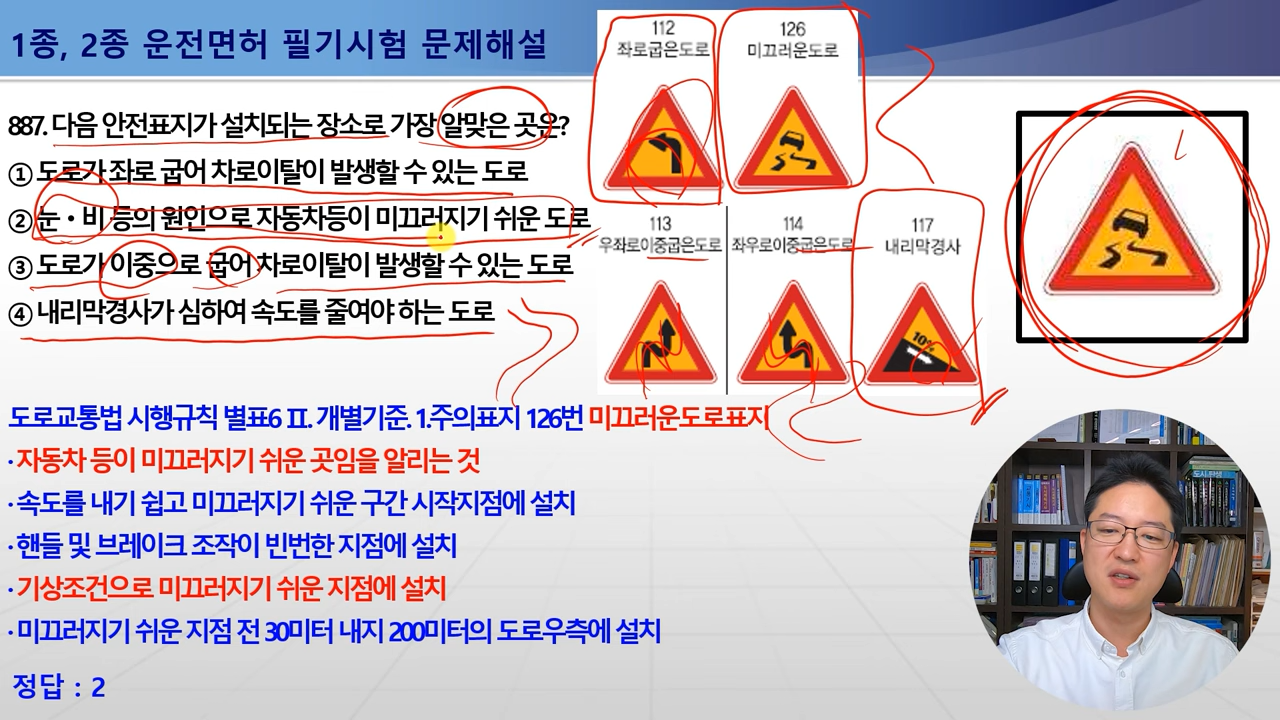 1종, 2종 운전면허 필기시험 문제해설
887. 다음 안전표지가 설치되는 장소로 가장 알맞은 곳은?
① 도로가 좌로 굽어 차로이탈이 발생할 수 있는 도로
② 눈·비 등의 원인으로 자동차등이 미끄러지기 쉬운 도로
③ 도로가 이중으로 굽어 차로이탈이 발생할 수 있는 도로
④ 내리막경사가 심하여 속도를 줄여야 하는 도로
112
좌로굽은도로
126
미끄러운도로
113
우좌로이중굽은도로
114
좌우로이중굽은도로
117
내리막경사
10%
도로교통법 시행규칙 별표6 Ⅱ. 개별기준. 1.주의표지 126번 미끄러운도로표지
·자동차 등이 미끄러지기 쉬운 곳임을 알리는 것
·속도를 내기 쉽고 미끄러지기 쉬운 구간 시작지점에 설치
·핸들 및 브레이크 조작이 빈번한 지점에 설치
·기상조건으로 미끄러지기 쉬운 지점에 설치
·미끄러지기 쉬운 지점 전 30미터 내지 200미터의 도로우측에 설치
정답 : 2